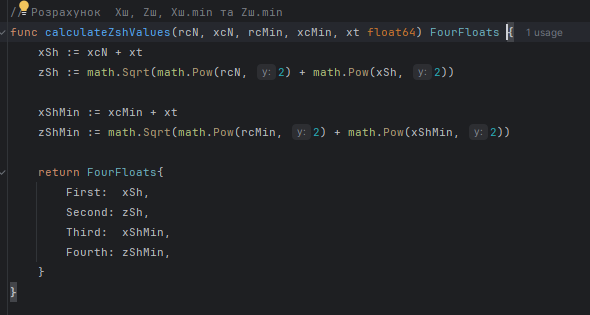 // Розрахунок  Хш, Zш, Хш.min та Zш.min
func calculateZshValues(rcN, xcN, rcMin, xcMin, xt float64) FourFloats { 1 usage
xSh := xcN + xt
zSh := math.Sqrt(math.Pow(rcN, y: 2) + math.Pow(xSh, y: 2))
xShMin := xcMin + xt
zShMin := math.Sqrt(math.Pow(rcMin, y: 2) + math.Pow(xShMin, y: 2))
return FourFloats{
First:  xSh,
Second: zSh,
Third:  xShMin,
Fourth: zShMin,
}
}